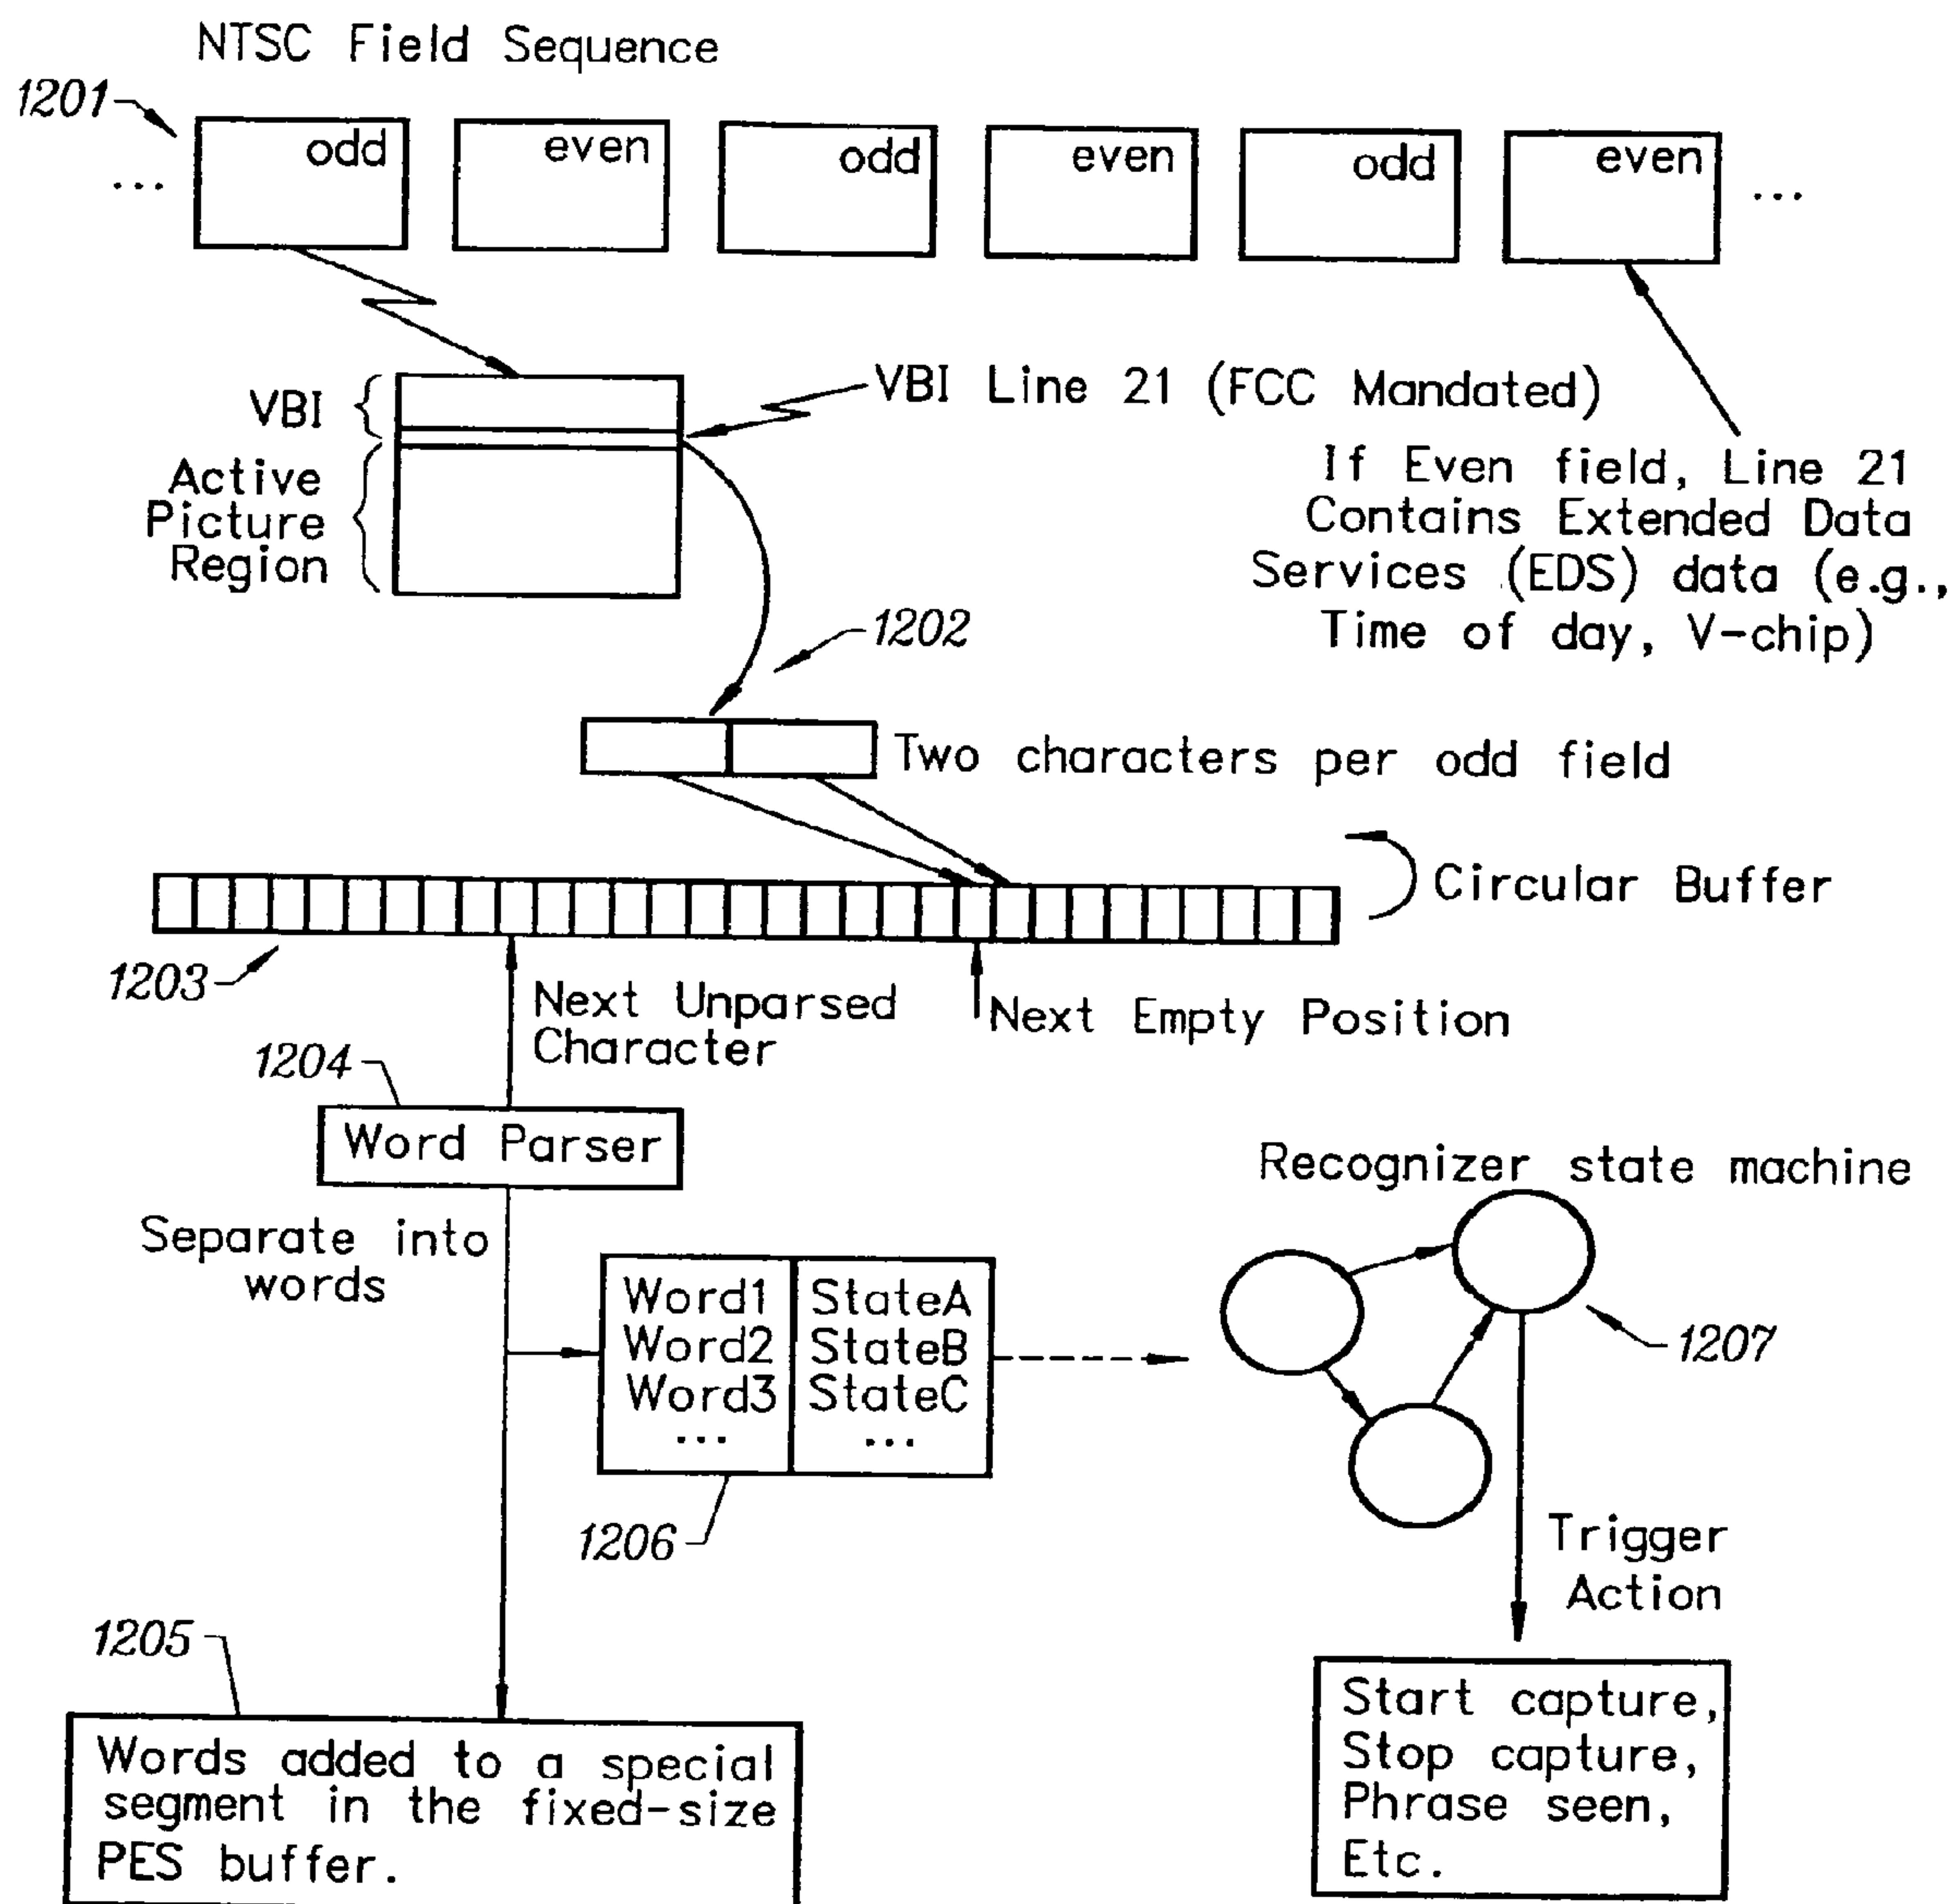 NTSC Field Sequence
1201
odd
even
odd
even
odd
even
...
...
VBI
VBI Line 21 (FCC Mandated)
Active
Picture
Region
If Even field, Line 21
Contains Extended Data
Services (EDS) data (e.g.,
Time of day, V-chip)
1202
Two characters per odd field
Circular Buffer
1203
Next Unparsed
Character
Next Empty Position
1204
Word Parser
Separate into
words
Word1 StateA
Word2 StateB
Word3 StateC
... ...
1206
Recognizer state machine
1207
Trigger
Action
1205
Words added to a special
segment in the fixed-size
PES buffer.
Start capture,
Stop capture,
Phrase seen,
Etc.